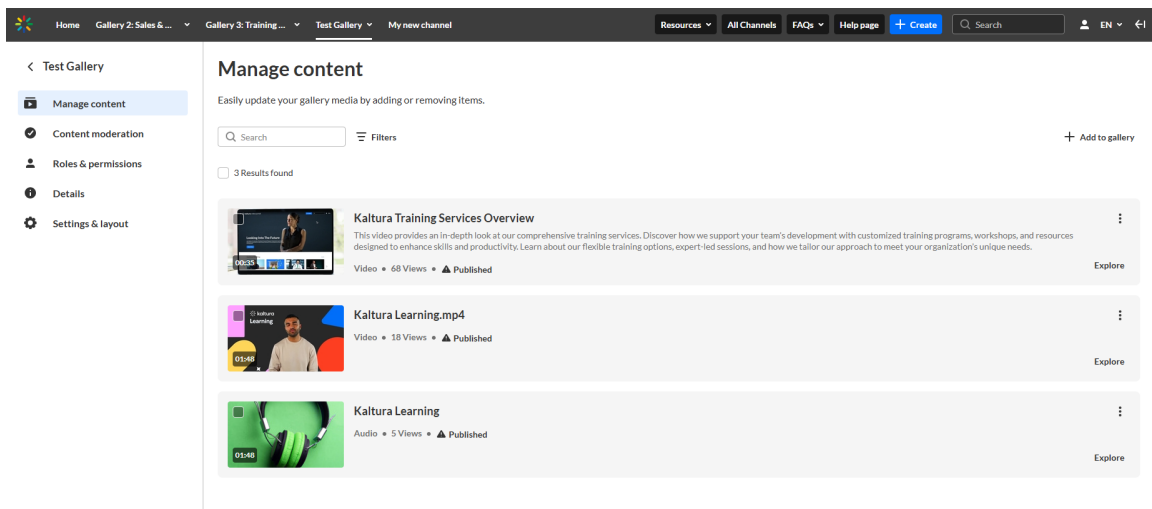 Home
Gallery 2: Sales & ...
Gallery 3: Training ...
Test Gallery
My new channel
Resources
All Channels
FAQs
Help page
+ Create
Search
EN
Test Gallery
Manage content
Content moderation
Roles & permissions
Details
Settings & layout
Manage content
Easily update your gallery media by adding or removing items.
Search
Filters
+ Add to gallery
3 Results found
00:35
Kaltura Training Services Overview
This video provides an in-depth look at our comprehensive training services. Discover how we support your team's development with customized training programs, workshops, and resources
designed to enhance skills and productivity. Learn about our flexible training options, expert-led sessions, and how we tailor our approach to meet your organization's unique needs.
Video • 68 Views • Published
Explore
kaltura
Learning
01:48
Kaltura Learning.mp4
Video • 18 Views • Published
Explore
01:48
Kaltura Learning
Audio • 5 Views • Published
Explore